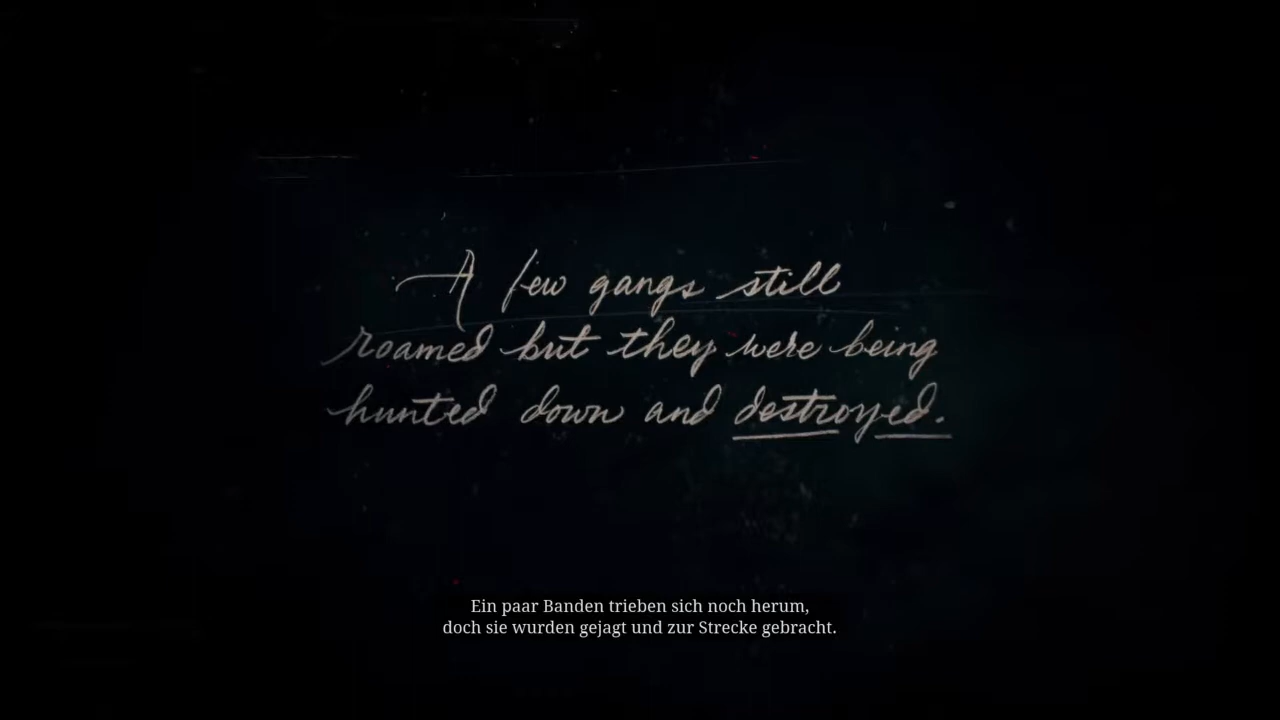 A few gangs still
roamed but they were being
hunted down and destroyed.
Ein paar Banden trieben sich noch herum,
doch sie wurden gejagt und zur Strecke gebracht.